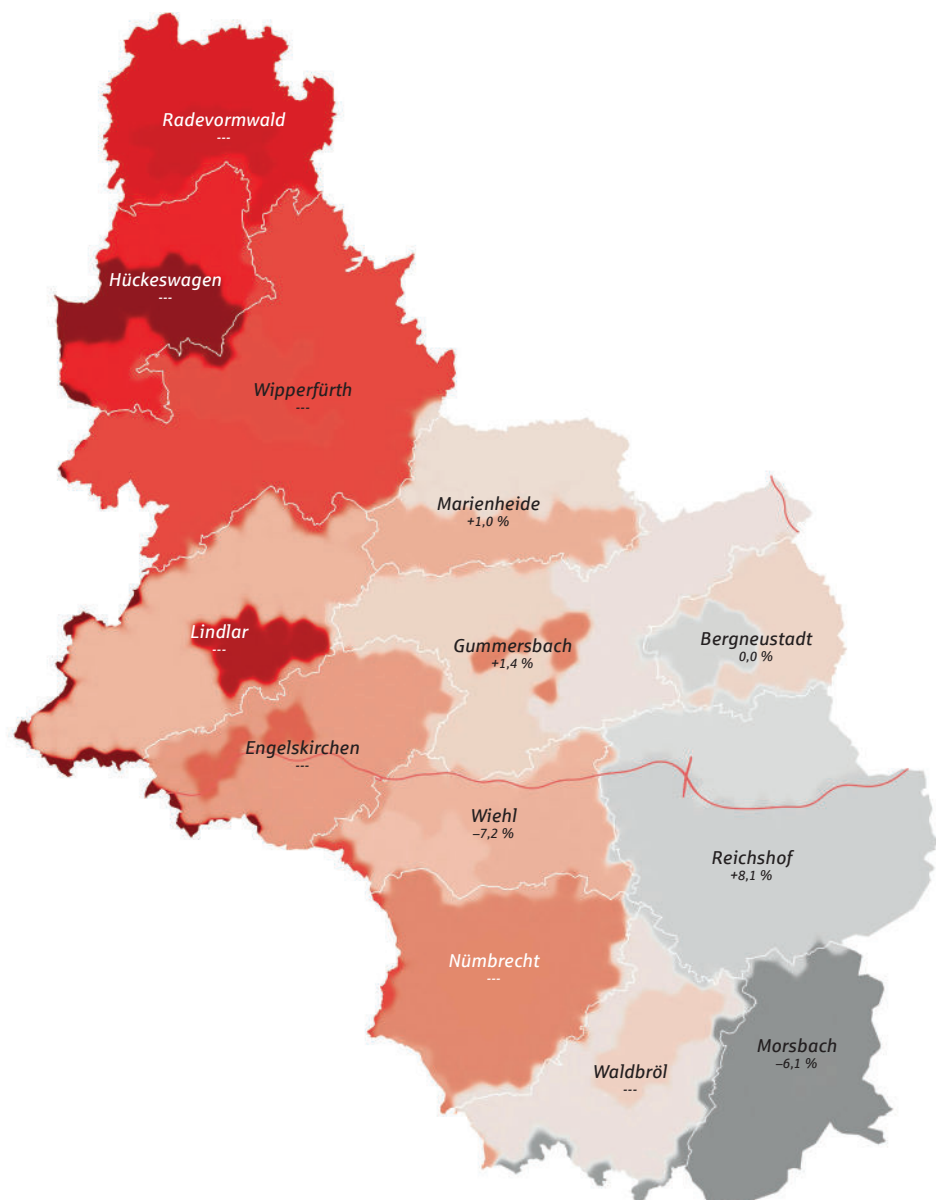 Radevormwald
---
Hückeswagen
---
Wipperfürth
---
Marienheide
+1,0 %
Lindlar
---
Gummersbach
+1,4 %
Bergneustadt
0,0 %
Engelskirchen
---
Wiehl
–7,2 %
Reichshof
+8,1 %
Nümbrecht
---
Morsbach
–6,1 %
Waldbröl
---